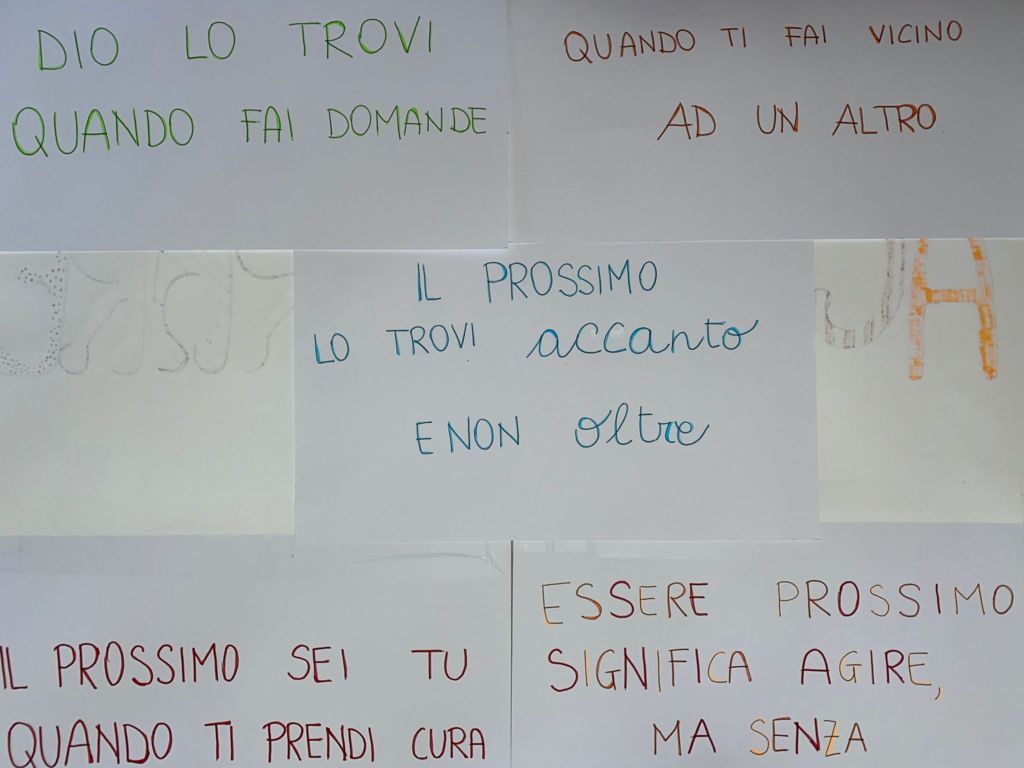 DIO LO TROVI
QUANDO FAI DOMANDE
QUANDO TI FAI VICINO
AD UN ALTRO
IL PROSSIMO
LO TROVI accanto
E NON oltre
H
IL PROSSIMO SEI TU
QUANDO TI PRENDI CURA
ESSERE PROSSIMO
SIGNIFICA AGIRE,
MA SENZA